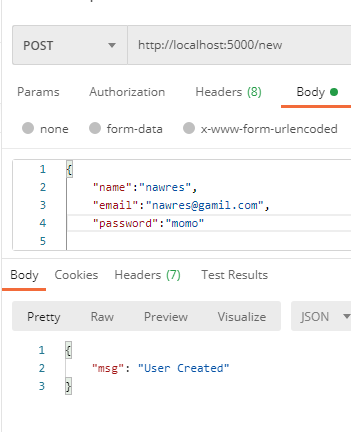 POST http://localhost:5000/new
Params Authorization Headers (8) Body
none form-data x-www-form-urlencoded
1 {
2 "name":"nawres",
3 "email":"nawres@gamil.com",
4 "password":"momo"
5
Body Cookies Headers (7) Test Results
Pretty Raw Preview Visualize JSON
1 {
2 "msg": "User Created"
3 }